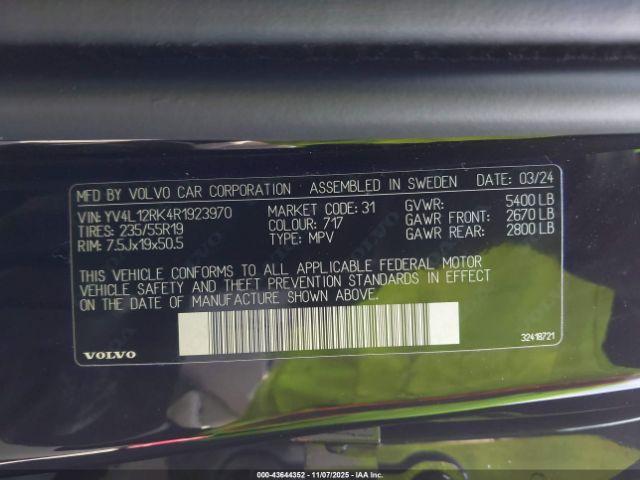 MFD BY VOLVO CAR CORPORATION ASSEMBLED IN SWEDEN DATE: 03/24
VIN: YV4L12RK4R1923970 MARKET CODE: 31 GVWR: 5400 LB
TIRES: 235/55R19 COLOUR: 717 GAWR FRONT: 2670 LB
RIM: 7.5Jx19x50.5 TYPE: MPV GAWR REAR: 2800 LB
THIS VEHICLE CONFORMS TO ALL APPLICABLE FEDERAL MOTOR
VEHICLE SAFETY AND THEFT PREVENTION STANDARDS IN EFFECT
ON THE DATE OF MANUFACTURE SHOWN ABOVE.
VOLVO 32418721
000-43644352 - 11/07/2025 - IAAI.COM